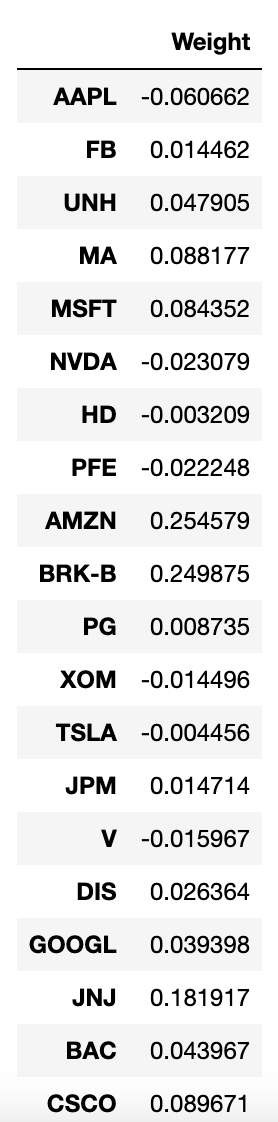 Weight
AAPL -0.060662
FB 0.014462
UNH 0.047905
MA 0.088177
MSFT 0.084352
NVDA -0.023079
HD -0.003209
PFE -0.022248
AMZN 0.254579
BRK-B 0.249875
PG 0.008735
XOM -0.014496
TSLA -0.004456
JPM 0.014714
V -0.015967
DIS 0.026364
GOOGL 0.039398
JNJ 0.181917
BAC 0.043967
CSCO 0.089671